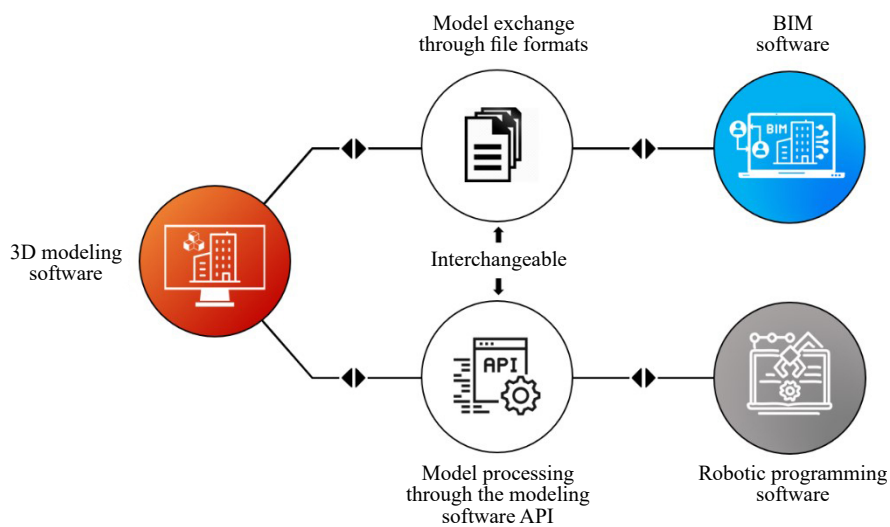 Model exchange
through file formats
BIM
software
BIM
3D modeling
software
Interchangeable
API
Model processing
through the modeling
software API
Robotic programming
software